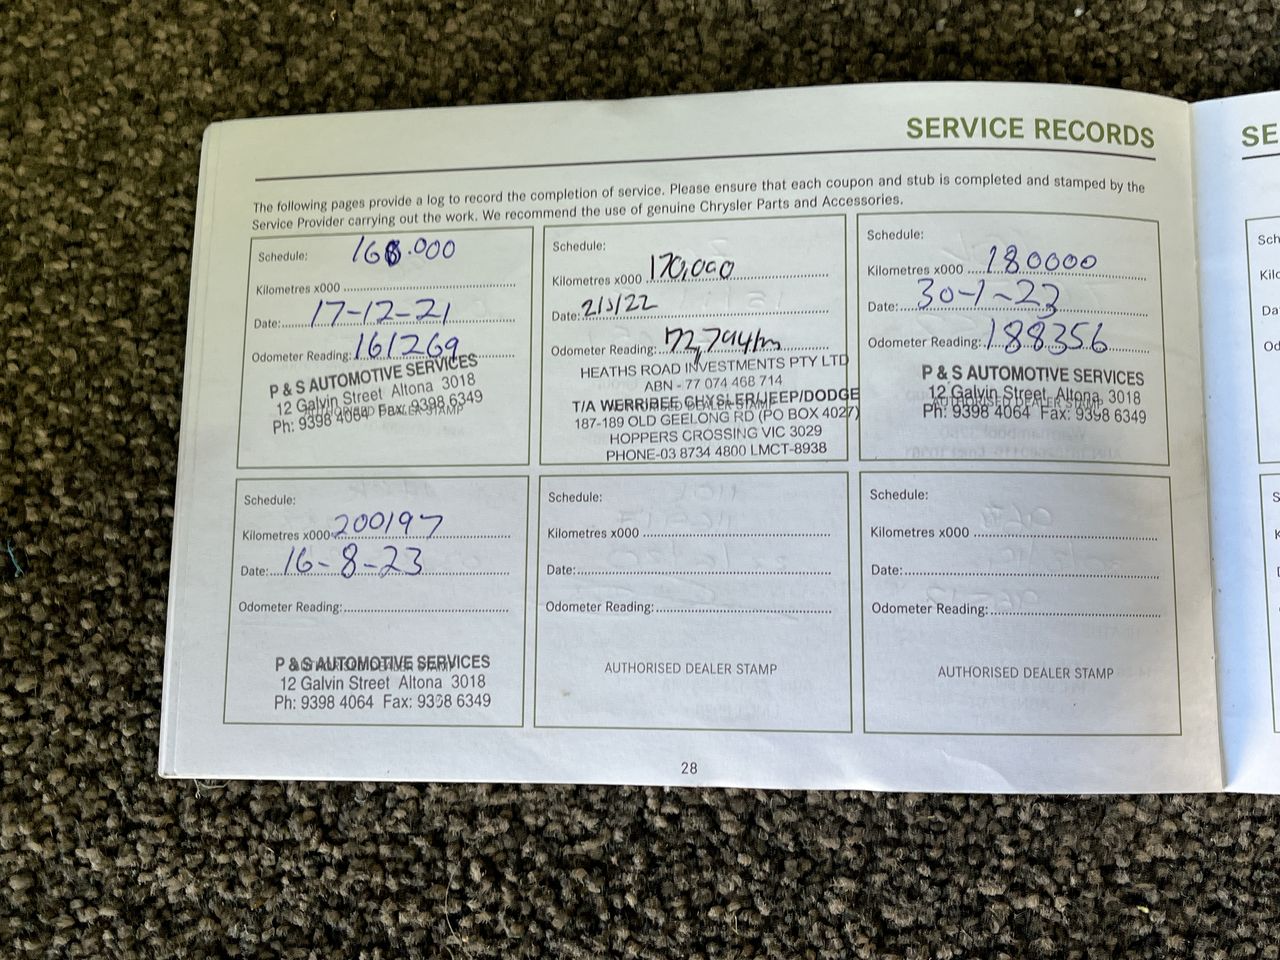 SERVICE RECORDS
The following pages provide a log to record the completion of service. Please ensure that each coupon and stub is completed and stamped by the
Service Provider carrying out the work. We recommend the use of genuine Chrysler Parts and Accessories.
Schedule: 168.000
Kilometres x000
Date: 17-12-21
Odometer Reading: 161269
P & S AUTOMOTIVE SERVICES
12 Galvin Street Altona 3018
Ph: 9398 4064 Fax: 9398 6349
Schedule:
Kilometres x000 170,000
Date:
Odometer Reading:
HEATHS ROAD INVESTMENTS PTY LTD
ABN - 77 074 468 714
T/A WERRIBEE CHYSLER/JEEP/DODGE
187-189 OLD GEELONG RD (PO BOX 4027)
HOPPERS CROSSING VIC 3029
PHONE-03 8734 4800 LMCT-8938
Schedule:
Kilometres x000 180000
Date: 30-1-23
Odometer Reading: 188356
P & S AUTOMOTIVE SERVICES
12 Galvin Street Altona 3018
Ph: 9398 4064 Fax: 9398 6349
Schedule:
Kilometres x000 200197
Date: 16-8-23
Odometer Reading:
P & S AUTOMOTIVE SERVICES
12 Galvin Street Altona 3018
Ph: 9398 4064 Fax: 9398 6349
Schedule:
Kilometres x000
Date:
Odometer Reading:
AUTHORISED DEALER STAMP
Schedule:
Kilometres x000
Date:
Odometer Reading:
AUTHORISED DEALER STAMP
28